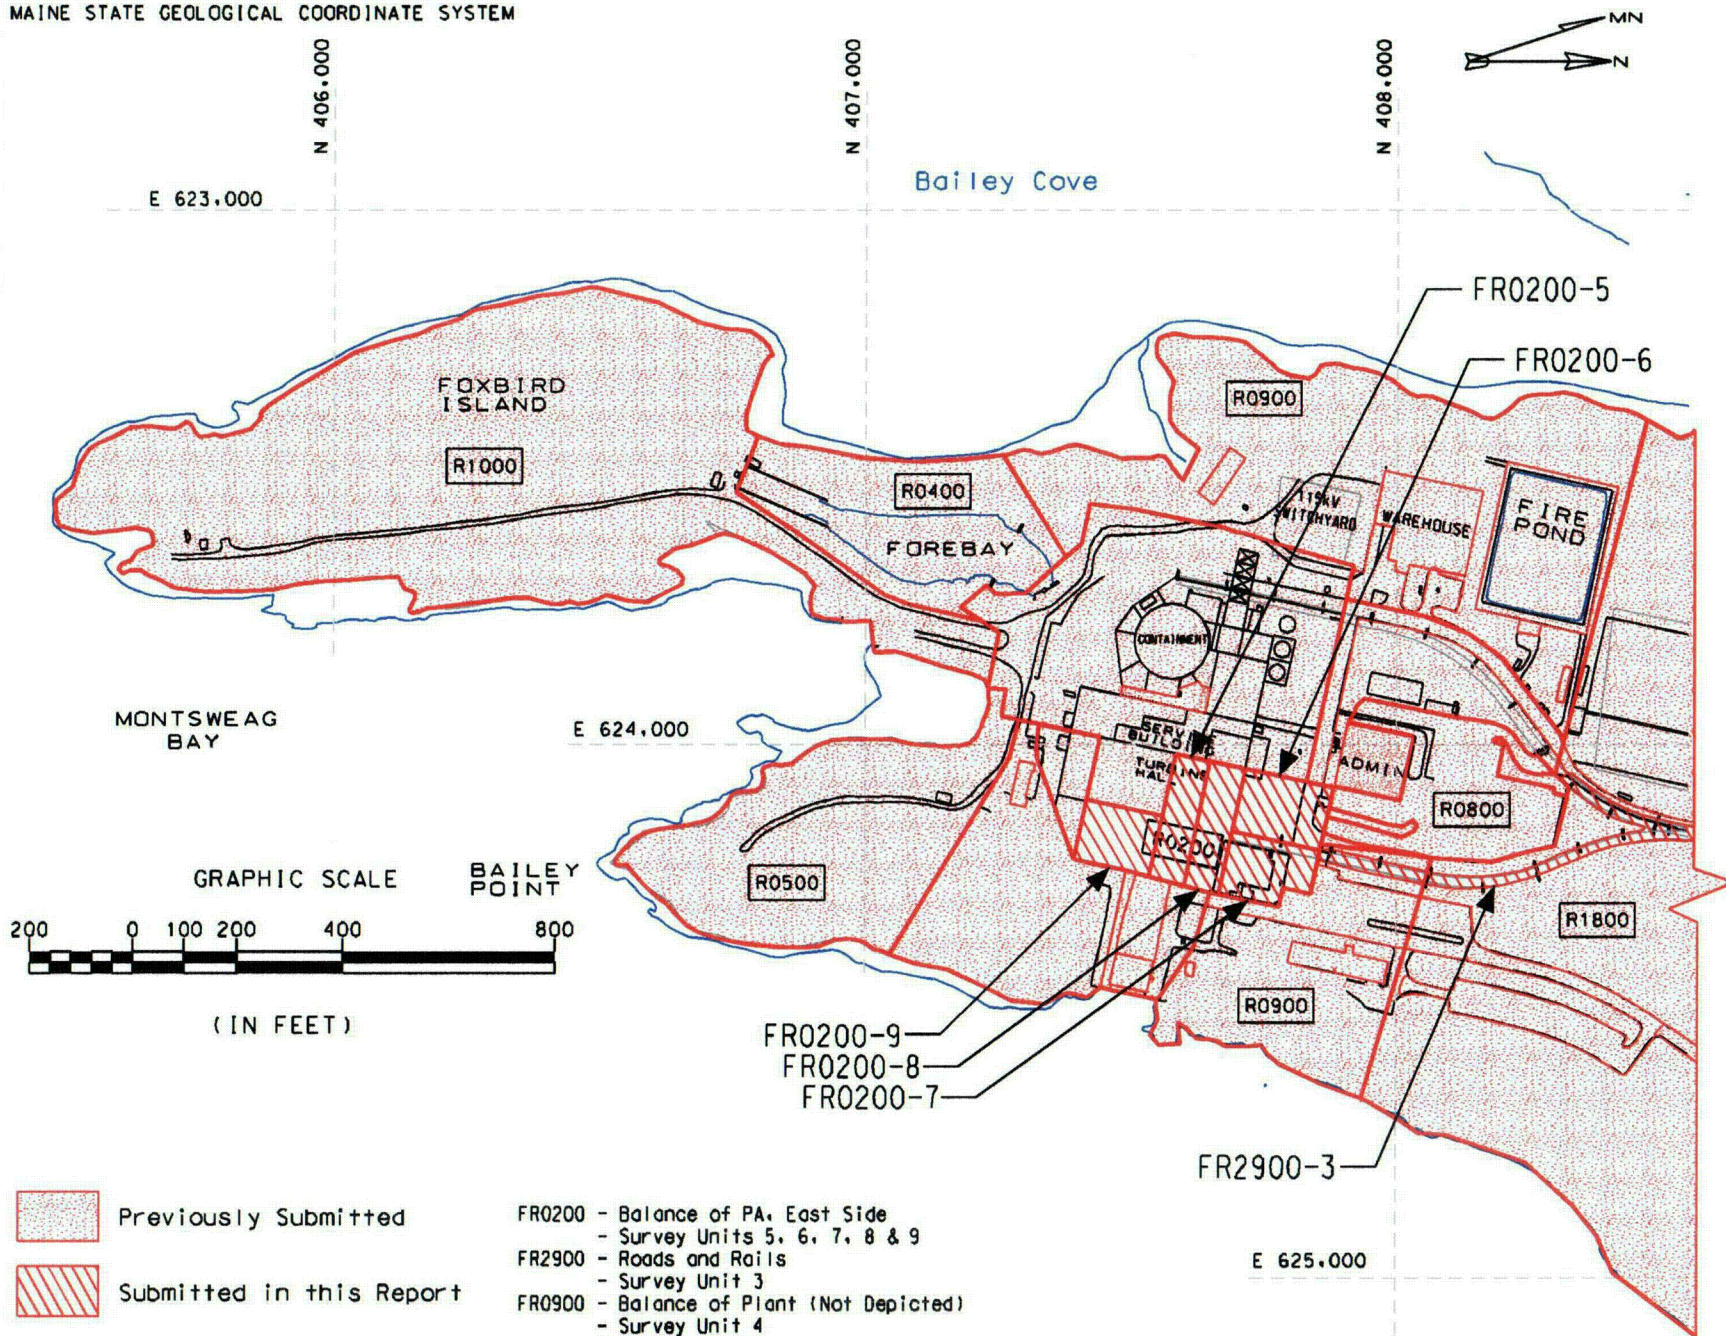 MAINE STATE GEOLOGICAL COORDINATE SYSTEM
MN
N
N 406.000
N 407.000
N 408.000
Bailey Cove
E 623.000
FR0200-5
FR0200-6
FOXBIRD
ISLAND
R0900
R1000
R0400
115kV
SWITCHYARD
WAREHOUSE
FIRE
POND
FOREBAY
CONTAINMENT
MONTSWEAG
BAY
E 624.000
SERVICE
BUILDING
TURBINE
HALL
ADMIN
R0800
R0200
GRAPHIC SCALE
BAILEY
POINT
R0500
R1800
200 0 100 200 400 800
(IN FEET)
R0900
FR0200-9
FR0200-8
FR0200-7
FR2900-3
Previously Submitted
Submitted in this Report
FR0200 - Balance of PA. East Side
- Survey Units 5. 6. 7. 8 & 9
FR2900 - Roads and Rails
- Survey Unit 3
FR0900 - Balance of Plant (Not Depicted)
- Survey Unit 4
E 625.000